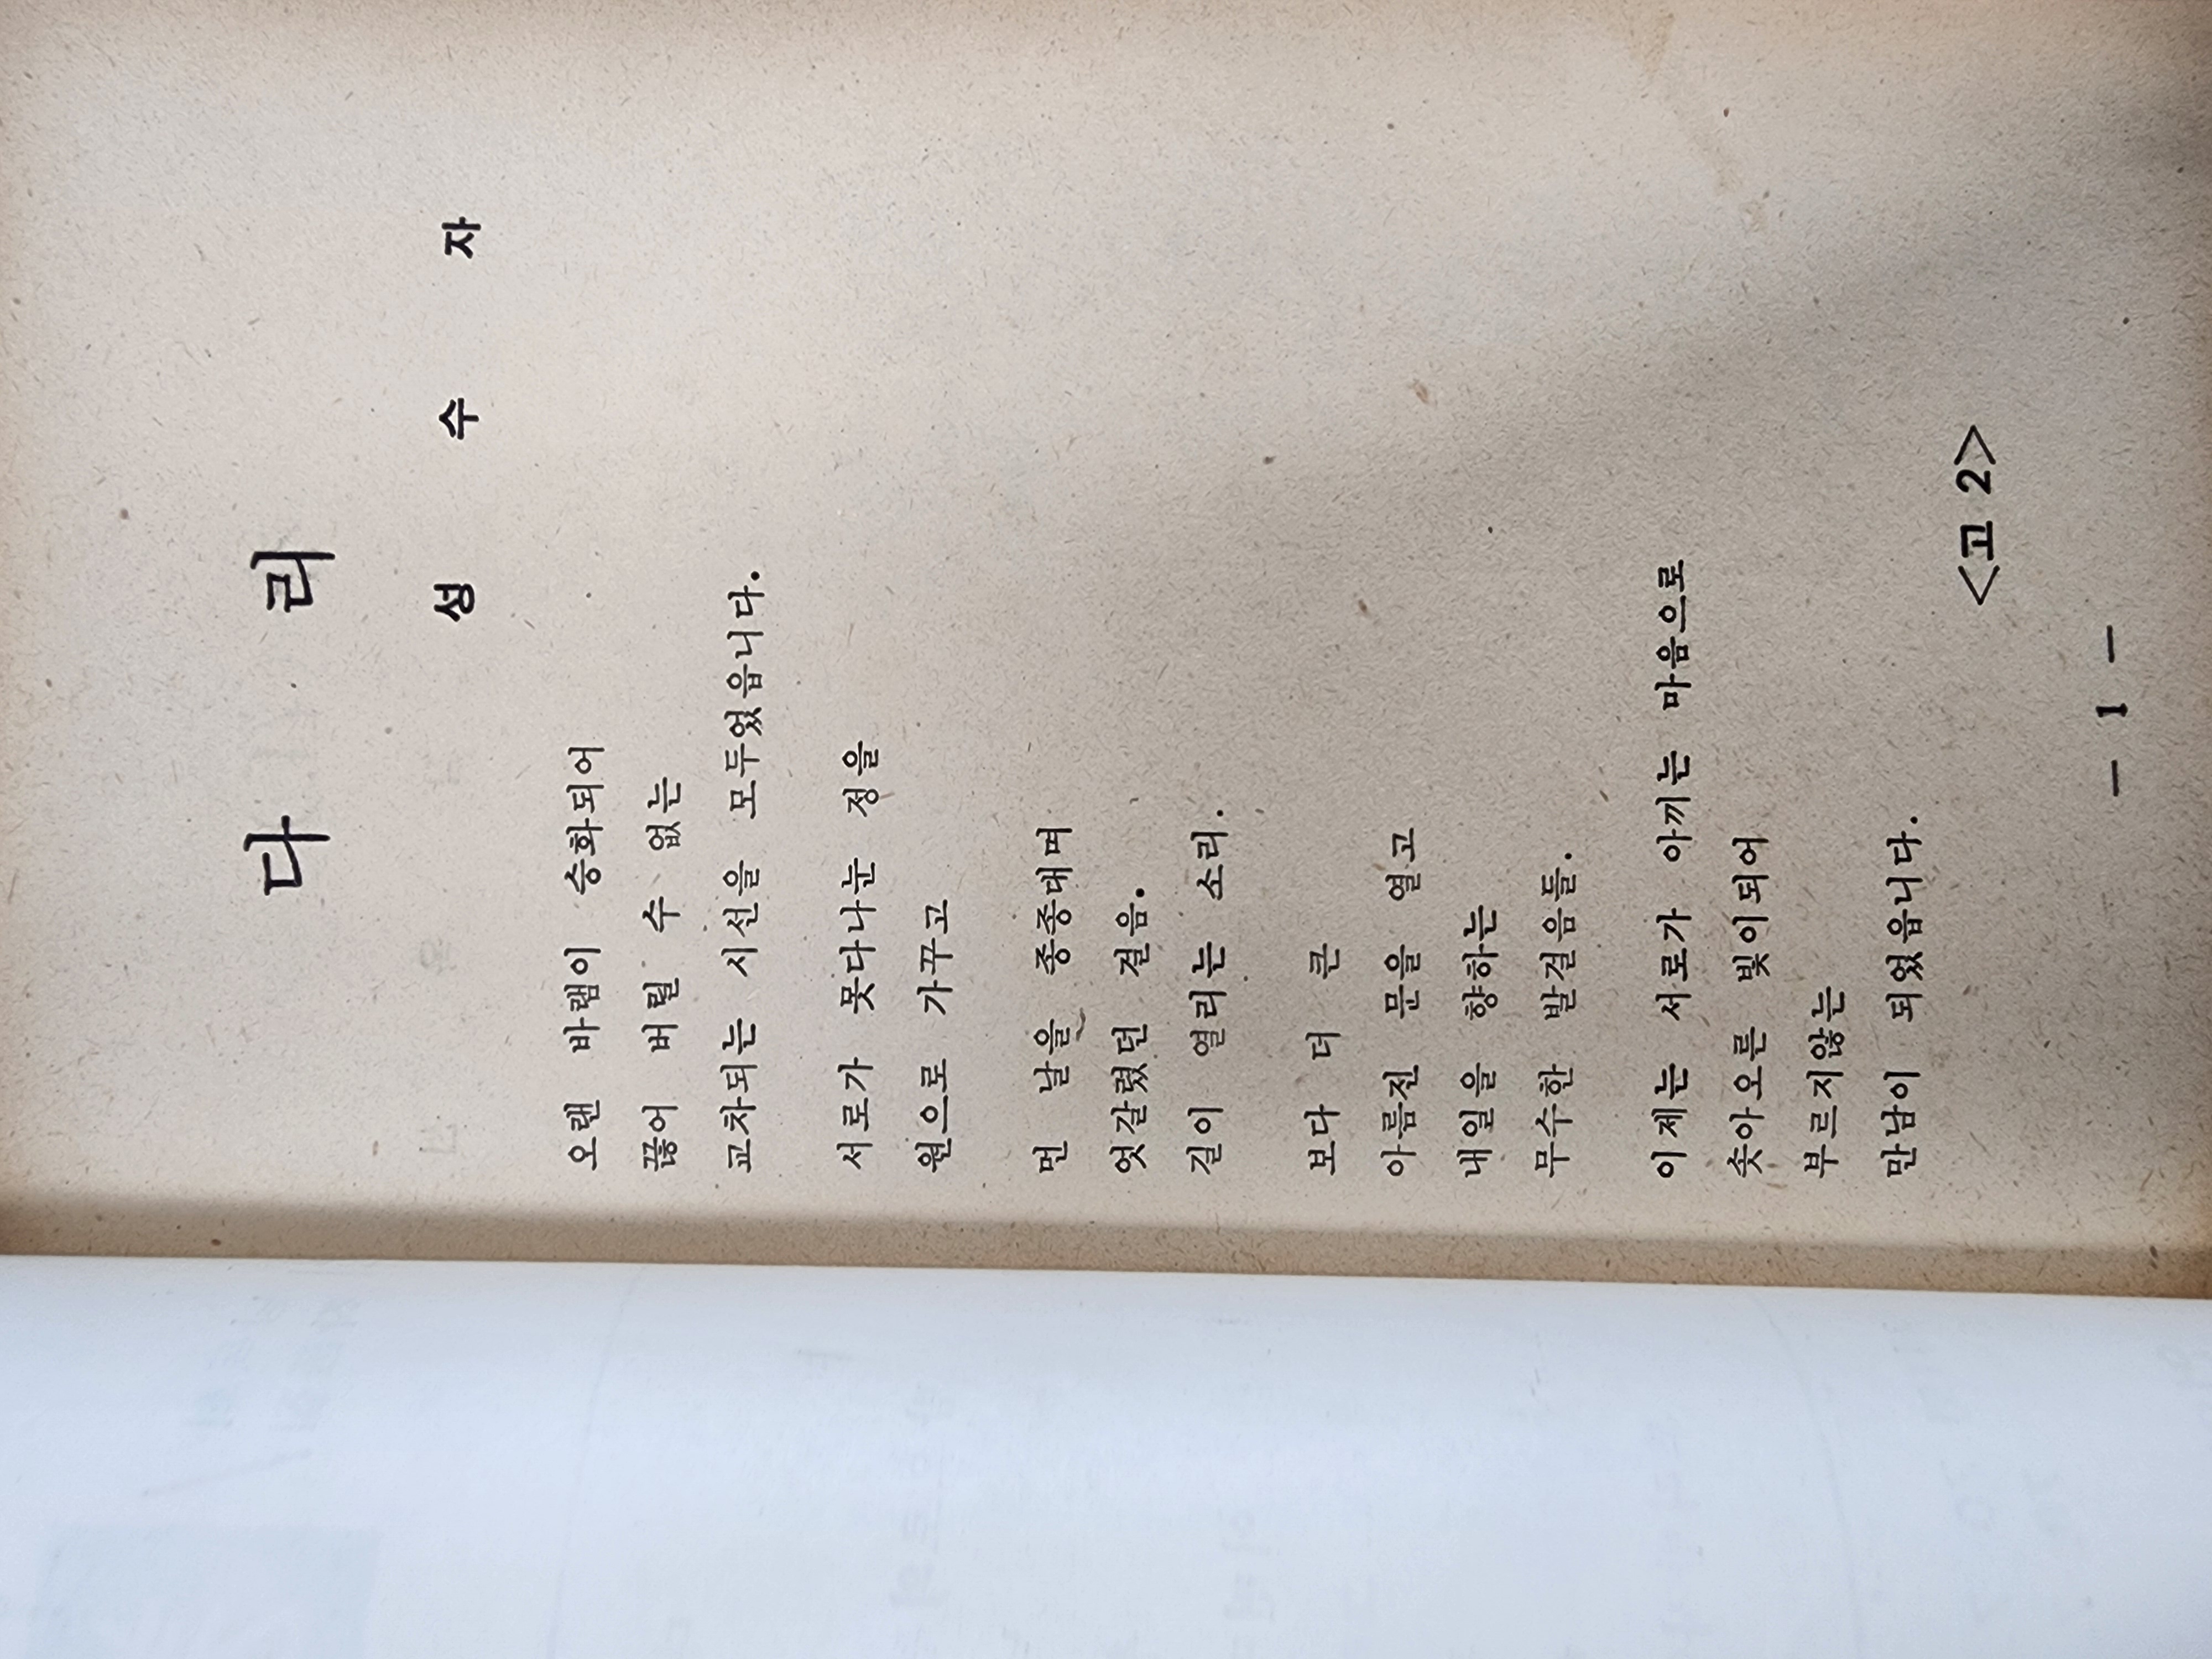 다 리
성 수 자
오랜 바램이 승화되어
끊어 버릴 수 없는
교차되는 시선을 모두었읍니다.
서로가 못다나눈 정을
원으로 가꾸고
먼 날을 종종대며
엇갈렸던 걸음.
길이 열리는 소리.
보다 더 큰
아름진 문을 열고
내일을 향하는
무수한 발걸음들.
이제는 서로가 아끼는 마음으로
솟아오른 빛이되어
부르지않는
만남이 되었읍니다.
<고 2>
— 1 —